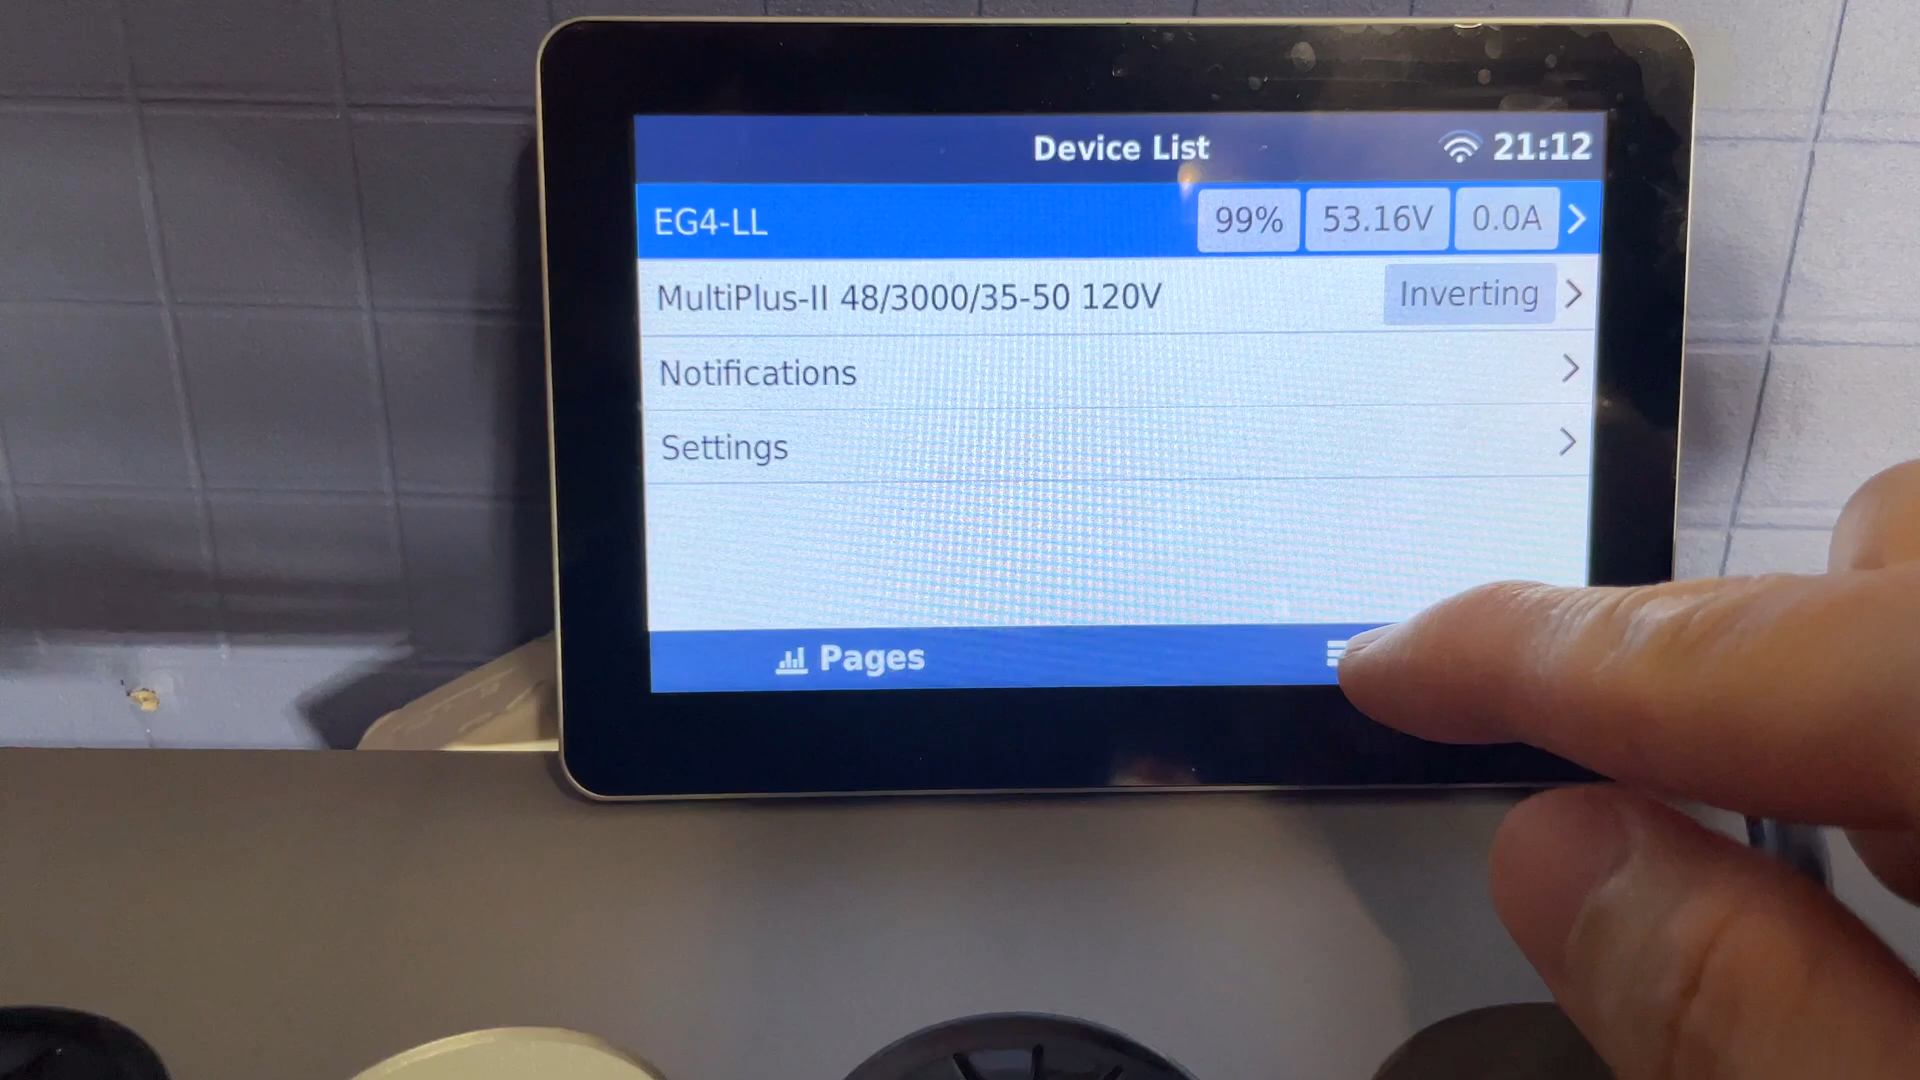 Device List 21:12
EG4-LL 99% 53.16V 0.0A
MultiPlus-II 48/3000/35-50 120V Inverting
Notifications
Settings
Pages